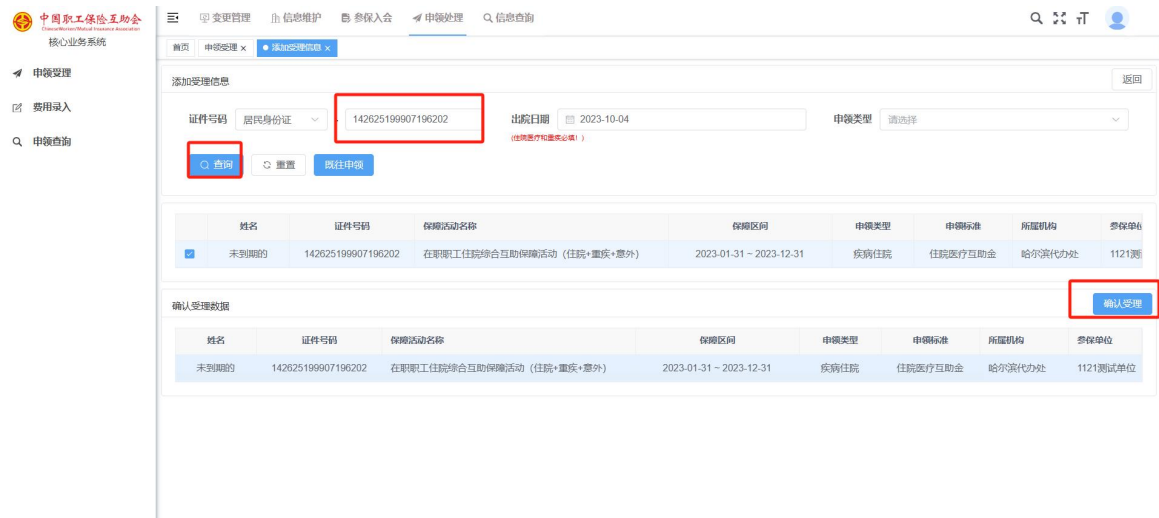 中国职工保险互助会
Chinese Workers' Mutual Insurance Association
核心业务系统
变更管理 信息维护 参保入会 申领处理 信息查询
首页 申领受理 x 添加受理信息 x
申领受理
费用录入
申领查询
添加受理信息 返回
证件号码 居民身份证 142625199907196202 出院日期 2023-10-04 申领类型 请选择
(住院医疗和重疾必填！)
查询 重置 既往申领
姓名 证件号码 保障活动名称 保障区间 申领类型 申领标准 所属机构 参保单位
未到期的 142625199907196202 在职职工住院综合互助保障活动（住院+重疾+意外） 2023-01-31 ~ 2023-12-31 疾病住院 住院医疗互助金 哈尔滨代办处 1121测
确认受理数据 确认受理
姓名 证件号码 保障活动名称 保障区间 申领类型 申领标准 所属机构 参保单位
未到期的 142625199907196202 在职职工住院综合互助保障活动（住院+重疾+意外） 2023-01-31 ~ 2023-12-31 疾病住院 住院医疗互助金 哈尔滨代办处 1121测试单位